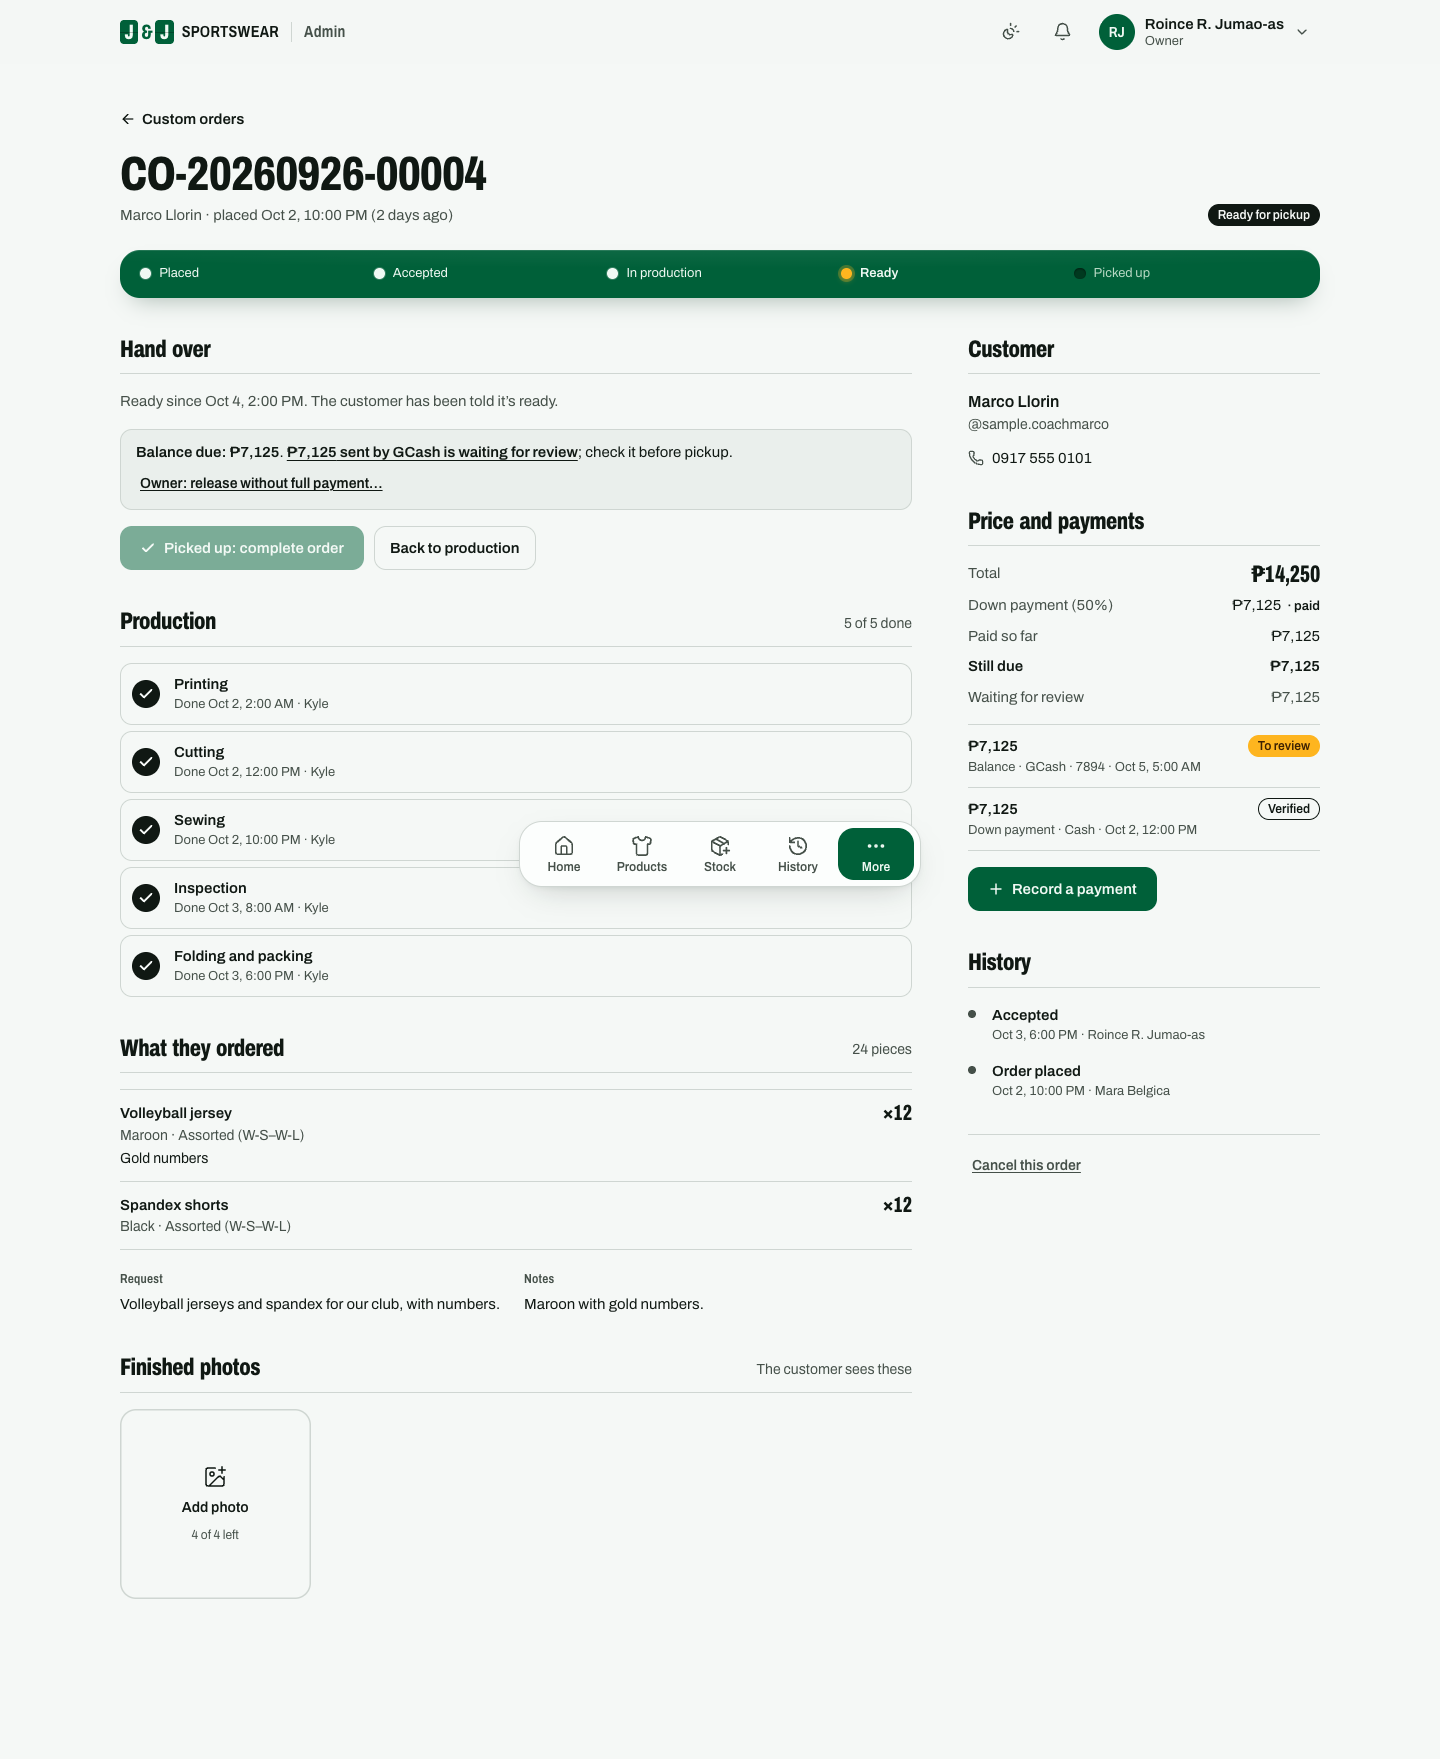 J & J SPORTSWEAR Admin
RJ
Roince R. Jumao-as
Owner
Custom orders
CO-20260926-00004
Marco Llorin · placed Oct 2, 10:00 PM (2 days ago)
Ready for pickup
Placed
Accepted
In production
Ready
Picked up
Hand over
Ready since Oct 4, 2:00 PM. The customer has been told it’s ready.
Balance due: ₱7,125. ₱7,125 sent by GCash is waiting for review; check it before pickup.
Owner: release without full payment…
Picked up: complete order
Back to production
Production
5 of 5 done
Printing
Done Oct 2, 2:00 AM · Kyle
Cutting
Done Oct 2, 12:00 PM · Kyle
Sewing
Done Oct 2, 10:00 PM · Kyle
Inspection
Done Oct 3, 8:00 AM · Kyle
Folding and packing
Done Oct 3, 6:00 PM · Kyle
Home
Products
Stock
History
More
What they ordered
24 pieces
Volleyball jersey
×12
Maroon · Assorted (W-S–W-L)
Gold numbers
Spandex shorts
×12
Black · Assorted (W-S–W-L)
Request
Volleyball jerseys and spandex for our club, with numbers.
Notes
Maroon with gold numbers.
Finished photos
The customer sees these
Add photo
4 of 4 left
Customer
Marco Llorin
@sample.coachmarco
0917 555 0101
Price and payments
Total ₱14,250
Down payment (50%) ₱7,125 · paid
Paid so far ₱7,125
Still due ₱7,125
Waiting for review ₱7,125
₱7,125 To review
Balance · GCash · 7894 · Oct 5, 5:00 AM
₱7,125 Verified
Down payment · Cash · Oct 2, 12:00 PM
Record a payment
History
Accepted
Oct 3, 6:00 PM · Roince R. Jumao-as
Order placed
Oct 2, 10:00 PM · Mara Belgica
Cancel this order